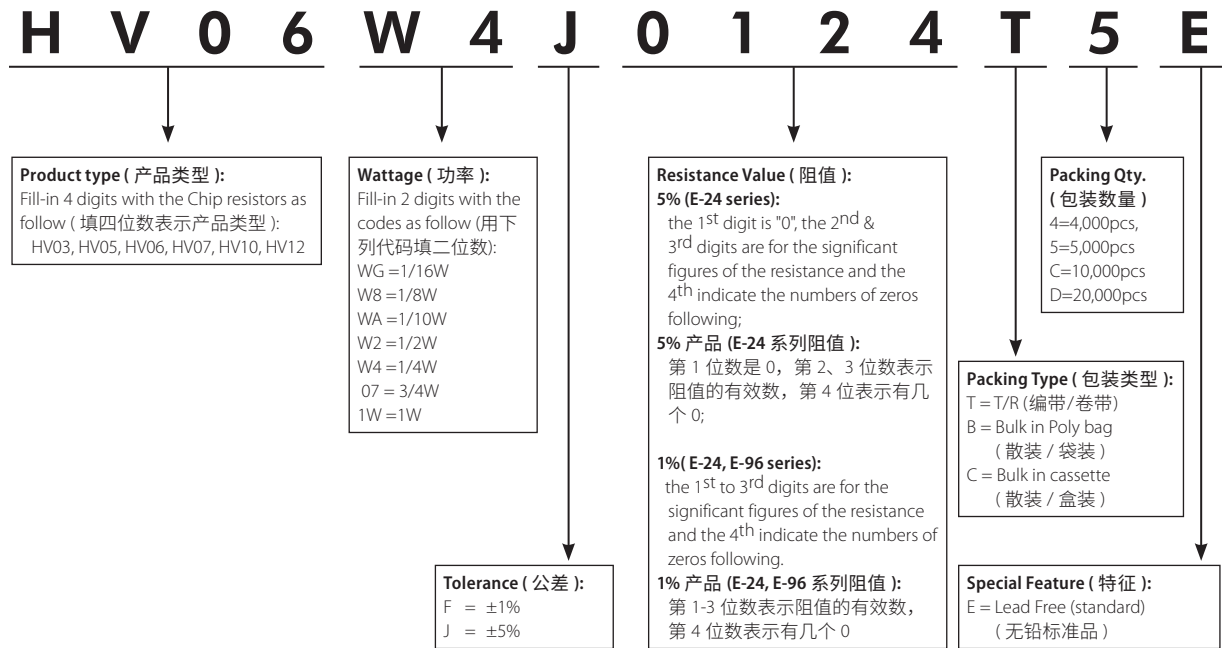 H V 0 6 W 4 J 0 1 2 4 T 5 E
Product type ( 产品类型 ):
Fill-in 4 digits with the Chip resistors as
follow ( 填四位数表示产品类型 ):
HV03, HV05, HV06, HV07, HV10, HV12
Wattage ( 功率 ):
Fill-in 2 digits with the
codes as follow (用下
列代码填二位数):
WG =1/16W
W8 =1/8W
WA =1/10W
W2 =1/2W
W4 =1/4W
07 = 3/4W
1W =1W
Tolerance ( 公差 ):
F = ±1%
J = ±5%
Resistance Value ( 阻值 ):
5% (E-24 series):
the 1st digit is "0", the 2nd &
3rd digits are for the significant
figures of the resistance and the
4th indicate the numbers of zeros
following;
5% 产品 (E-24 系列阻值 ):
第 1 位数是 0，第 2、3 位数表示
阻值的有效数，第 4 位表示有几
个 0;
1%( E-24, E-96 series):
the 1st to 3rd digits are for the
significant figures of the resistance
and the 4th indicate the numbers of
zeros following.
1% 产品 (E-24, E-96 系列阻值 ):
第 1-3 位数表示阻值的有效数，
第 4 位数表示有几个 0
Packing Qty.
( 包装数量 )
4=4,000pcs,
5=5,000pcs
C=10,000pcs
D=20,000pcs
Packing Type ( 包装类型 ):
T = T/R (编带/卷带)
B = Bulk in Poly bag
( 散装 / 袋装 )
C = Bulk in cassette
( 散装 / 盒装 )
Special Feature ( 特征 ):
E = Lead Free (standard)
( 无铅标准品 )